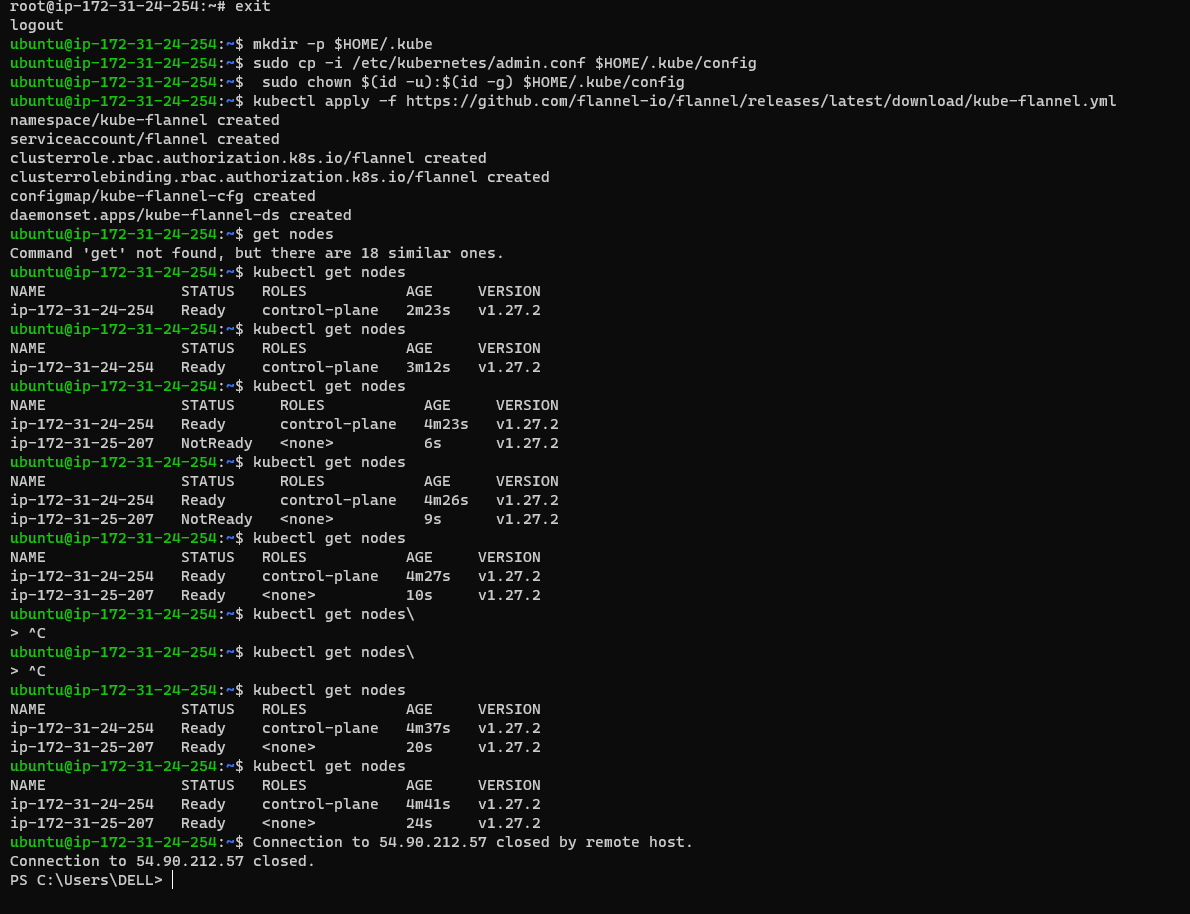 root@ip-172-31-24-254:~# exit
logout
ubuntu@ip-172-31-24-254:~$ mkdir -p $HOME/.kube
ubuntu@ip-172-31-24-254:~$ sudo cp -i /etc/kubernetes/admin.conf $HOME/.kube/config
ubuntu@ip-172-31-24-254:~$  sudo chown $(id -u):$(id -g) $HOME/.kube/config
ubuntu@ip-172-31-24-254:~$ kubectl apply -f https://github.com/flannel-io/flannel/releases/latest/download/kube-flannel.yml
namespace/kube-flannel created
serviceaccount/flannel created
clusterrole.rbac.authorization.k8s.io/flannel created
clusterrolebinding.rbac.authorization.k8s.io/flannel created
configmap/kube-flannel-cfg created
daemonset.apps/kube-flannel-ds created
ubuntu@ip-172-31-24-254:~$ get nodes
Command 'get' not found, but there are 18 similar ones.
ubuntu@ip-172-31-24-254:~$ kubectl get nodes
NAME               STATUS   ROLES           AGE     VERSION
ip-172-31-24-254   Ready    control-plane   2m23s   v1.27.2
ubuntu@ip-172-31-24-254:~$ kubectl get nodes
NAME               STATUS   ROLES           AGE     VERSION
ip-172-31-24-254   Ready    control-plane   3m12s   v1.27.2
ubuntu@ip-172-31-24-254:~$ kubectl get nodes
NAME               STATUS     ROLES           AGE     VERSION
ip-172-31-24-254   Ready      control-plane   4m23s   v1.27.2
ip-172-31-25-207   NotReady   <none>          6s      v1.27.2
ubuntu@ip-172-31-24-254:~$ kubectl get nodes
NAME               STATUS     ROLES           AGE     VERSION
ip-172-31-24-254   Ready      control-plane   4m26s   v1.27.2
ip-172-31-25-207   NotReady   <none>          9s      v1.27.2
ubuntu@ip-172-31-24-254:~$ kubectl get nodes
NAME               STATUS   ROLES           AGE     VERSION
ip-172-31-24-254   Ready    control-plane   4m27s   v1.27.2
ip-172-31-25-207   Ready    <none>          10s     v1.27.2
ubuntu@ip-172-31-24-254:~$ kubectl get nodes\
> ^C
ubuntu@ip-172-31-24-254:~$ kubectl get nodes\
> ^C
ubuntu@ip-172-31-24-254:~$ kubectl get nodes
NAME               STATUS   ROLES           AGE     VERSION
ip-172-31-24-254   Ready    control-plane   4m37s   v1.27.2
ip-172-31-25-207   Ready    <none>          20s     v1.27.2
ubuntu@ip-172-31-24-254:~$ kubectl get nodes
NAME               STATUS   ROLES           AGE     VERSION
ip-172-31-24-254   Ready    control-plane   4m41s   v1.27.2
ip-172-31-25-207   Ready    <none>          24s     v1.27.2
ubuntu@ip-172-31-24-254:~$ Connection to 54.90.212.57 closed by remote host.
Connection to 54.90.212.57 closed.
PS C:\Users\DELL>